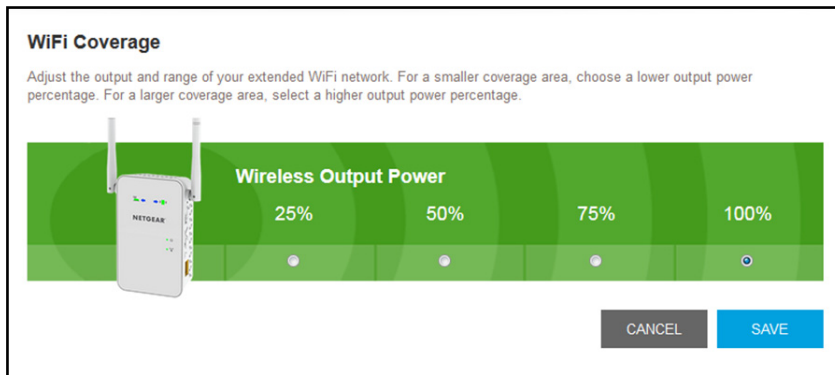 WiFi Coverage
Adjust the output and range of your extended WiFi network. For a smaller coverage area, choose a lower output power
percentage. For a larger coverage area, select a higher output power percentage.
Wireless Output Power
25% 50% 75% 100%
NETGEAR
CANCEL SAVE